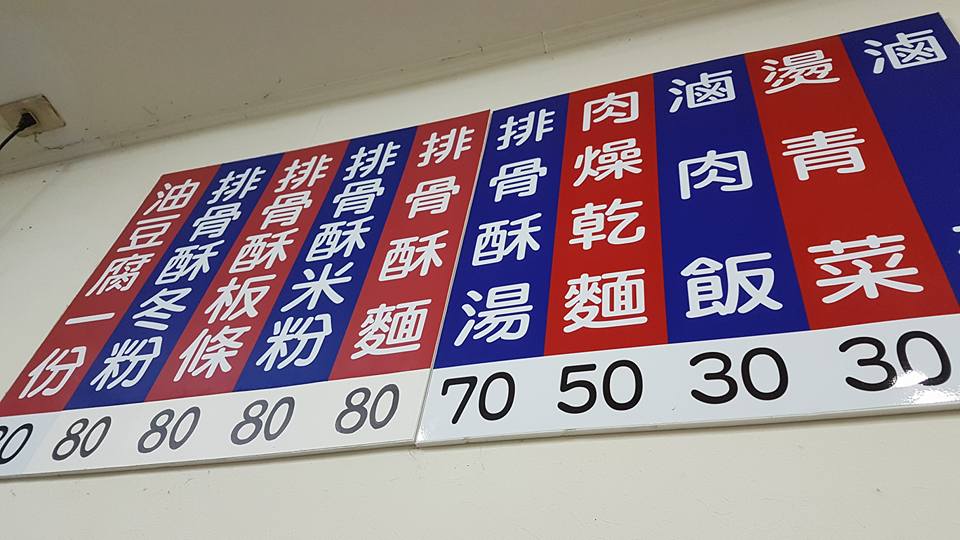 滷
燙青菜
30
滷肉飯
30
肉燥乾麵
50
排骨酥湯
70
排骨酥麵
80
排骨酥米粉
80
排骨酥板條
80
排骨酥冬粉
80
油豆腐一份